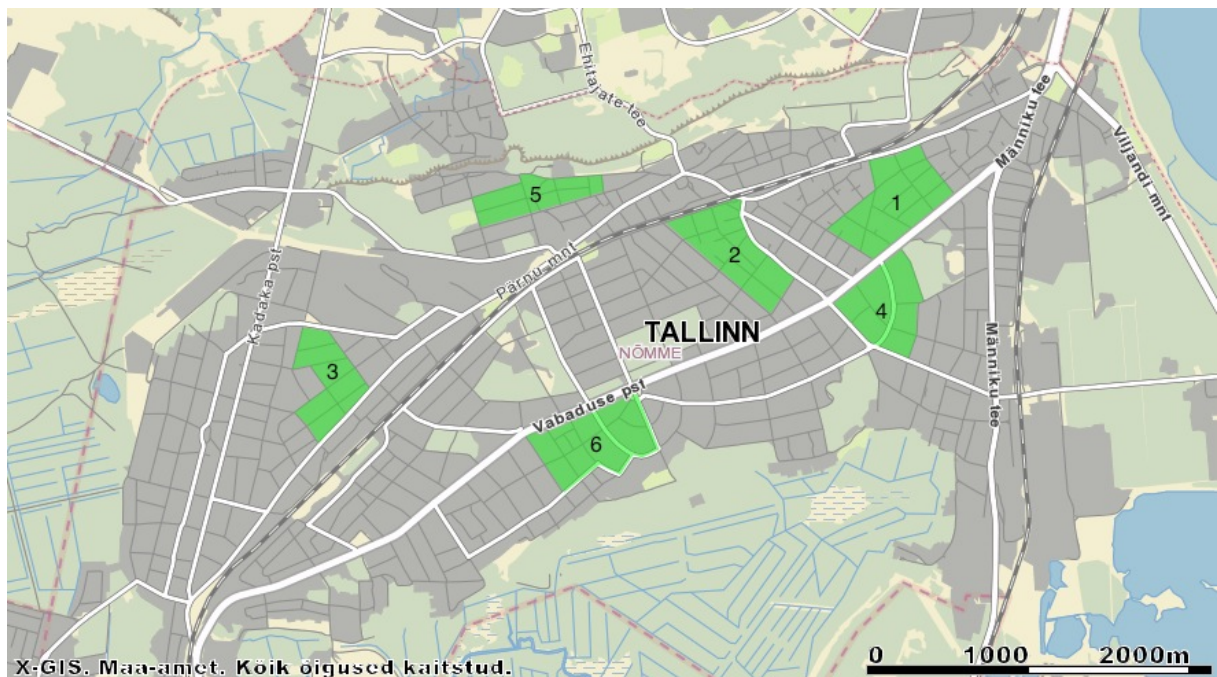 Ehitajate tee
Männiku tee
Viljandi mnt
1
5
2
Kadaka pst
Pärnu mnt
4
TALLINN
NÕMME
3
Männiku tee
Vabaduse pst
6
X-GIS. Maa-amet. Kõik õigused kaitstud.
0 1000 2000m